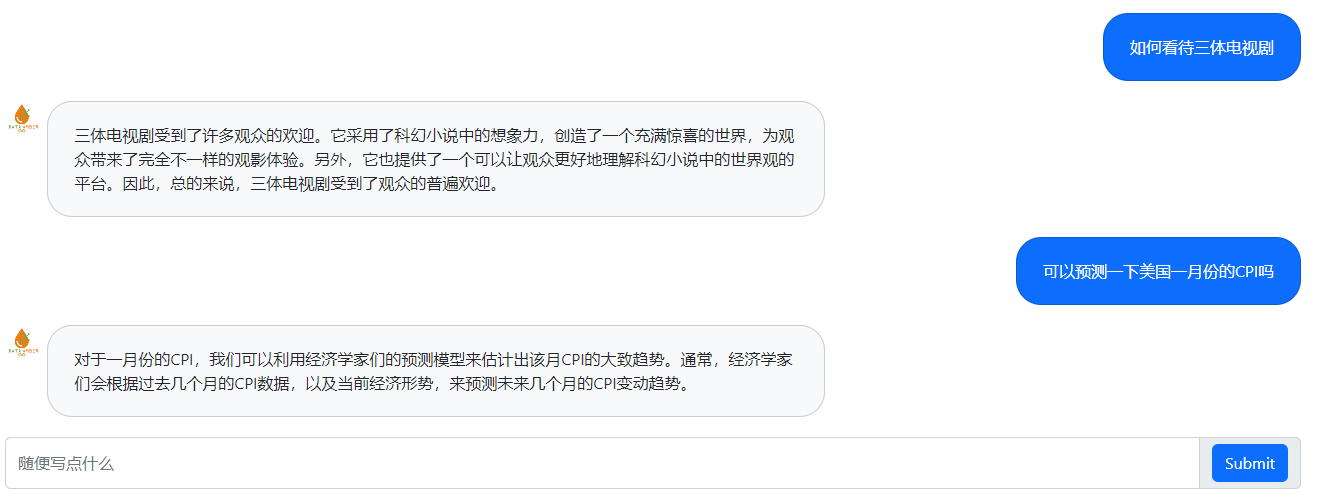 如何看待三体电视剧
DATA AMBER
三体电视剧受到了许多观众的欢迎。它采用了科幻小说中的想象力，创造了一个充满惊喜的世界，为观
众带来了完全不一样的观影体验。另外，它也提供了一个可以让观众更好地理解科幻小说中的世界观的
平台。因此，总的来说，三体电视剧受到了观众的普遍欢迎。
可以预测一下美国一月份的CPI吗
DATA AMBER
对于一月份的CPI，我们可以利用经济学家们的预测模型来估计出该月CPI的大致趋势。通常，经济学家
们会根据过去几个月的CPI数据，以及当前经济形势，来预测未来几个月的CPI变动趋势。
随便写点什么
Submit